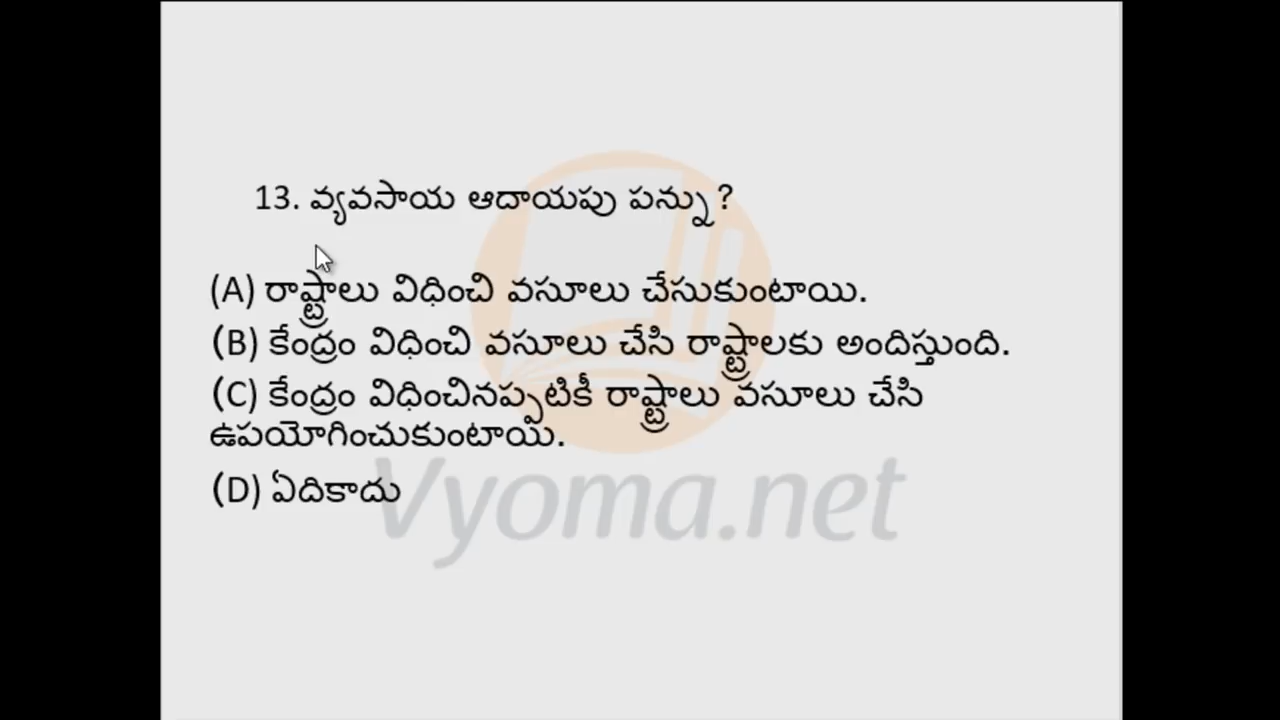 13. వ్యవసాయ ఆదాయపు పన్ను ?
(A) రాష్ట్రాలు విధించి వసూలు చేసుకుంటాయి.
(B) కేంద్రం విధించి వసూలు చేసి రాష్ట్రాలకు అందిస్తుంది.
(C) కేంద్రం విధించినప్పటికీ రాష్ట్రాలు వసూలు చేసి
ఉపయోగించుకుంటాయి.
(D) ఏదికాదు
Vyoma.net